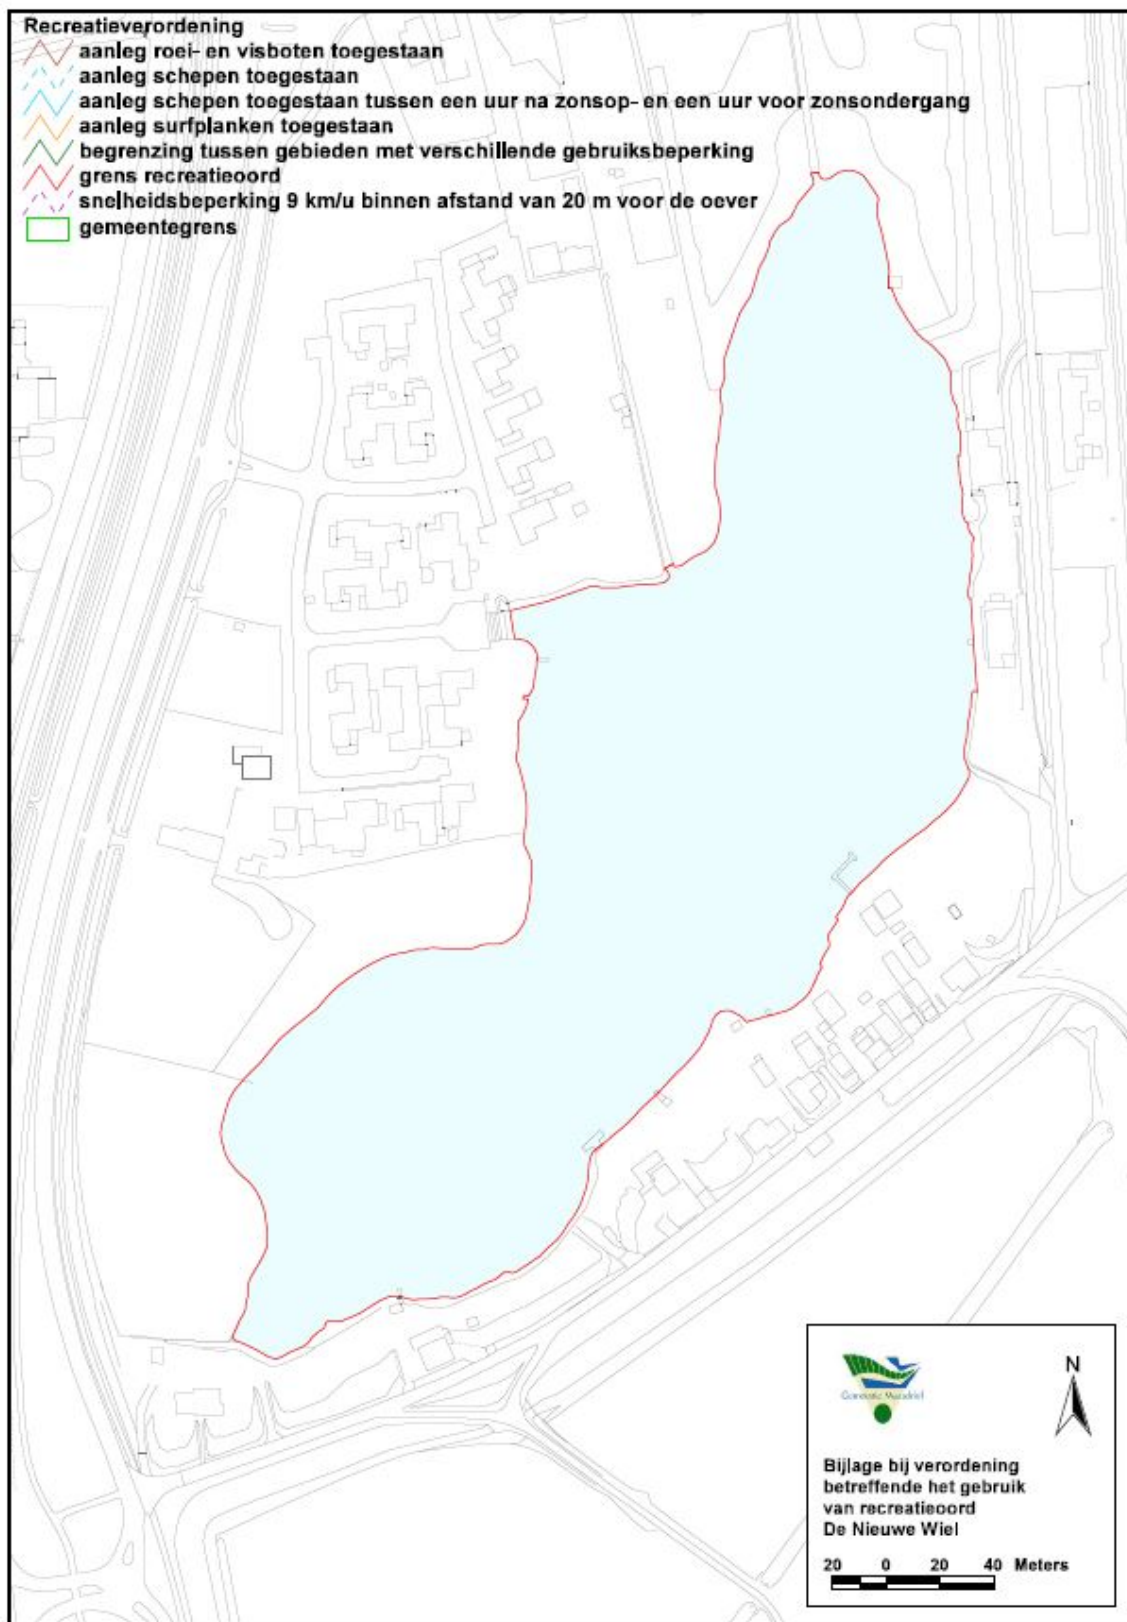 Recreatieverordening
aanleg roei- en visboten toegestaan
aanleg schepen toegestaan
aanleg schepen toegestaan tussen een uur na zonsop- en een uur voor zonsondergang
aanleg surfplanken toegestaan
begrenzing tussen gebieden met verschillende gebruiksbeperking
grens recreatieoord
snelheidsbeperking 9 km/u binnen afstand van 20 m voor de oever
gemeentegrens
Gemeente Maasdriel
N
Bijlage bij verordening
betreffende het gebruik
van recreatieoord
De Nieuwe Wiel
20 0 20 40 Meters